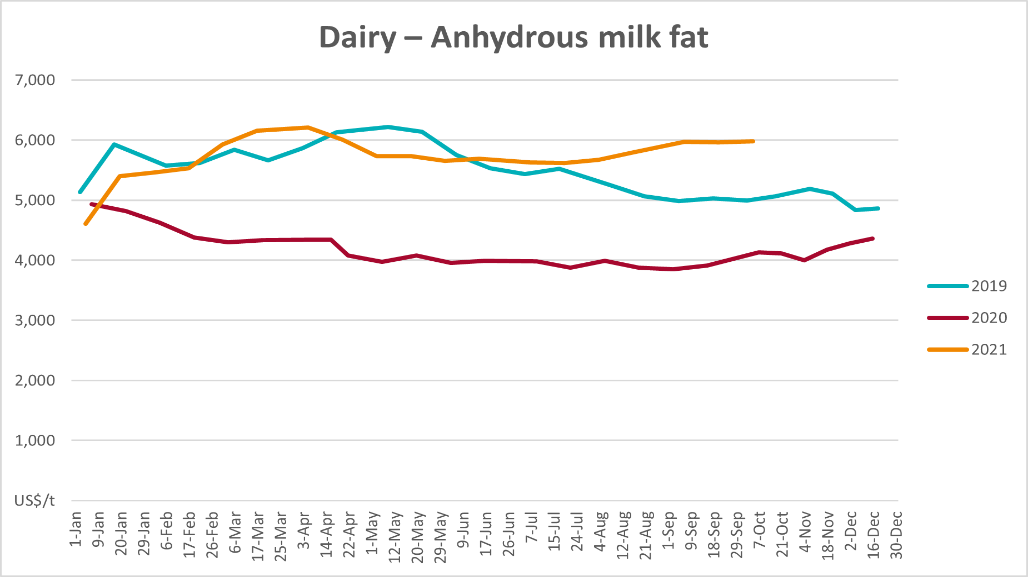 Dairy – Anhydrous milk fat
7,000
6,000
5,000
4,000
3,000
2,000
1,000
US$/t
1-Jan
9-Jan
20-Jan
29-Jan
6-Feb
17-Feb
26-Feb
6-Mar
17-Mar
25-Mar
3-Apr
14-Apr
22-Apr
1-May
12-May
20-May
29-May
9-Jun
17-Jun
26-Jun
7-Jul
15-Jul
24-Jul
4-Aug
12-Aug
21-Aug
1-Sep
9-Sep
18-Sep
29-Sep
7-Oct
21-Oct
4-Nov
18-Nov
2-Dec
16-Dec
30-Dec
2019
2020
2021